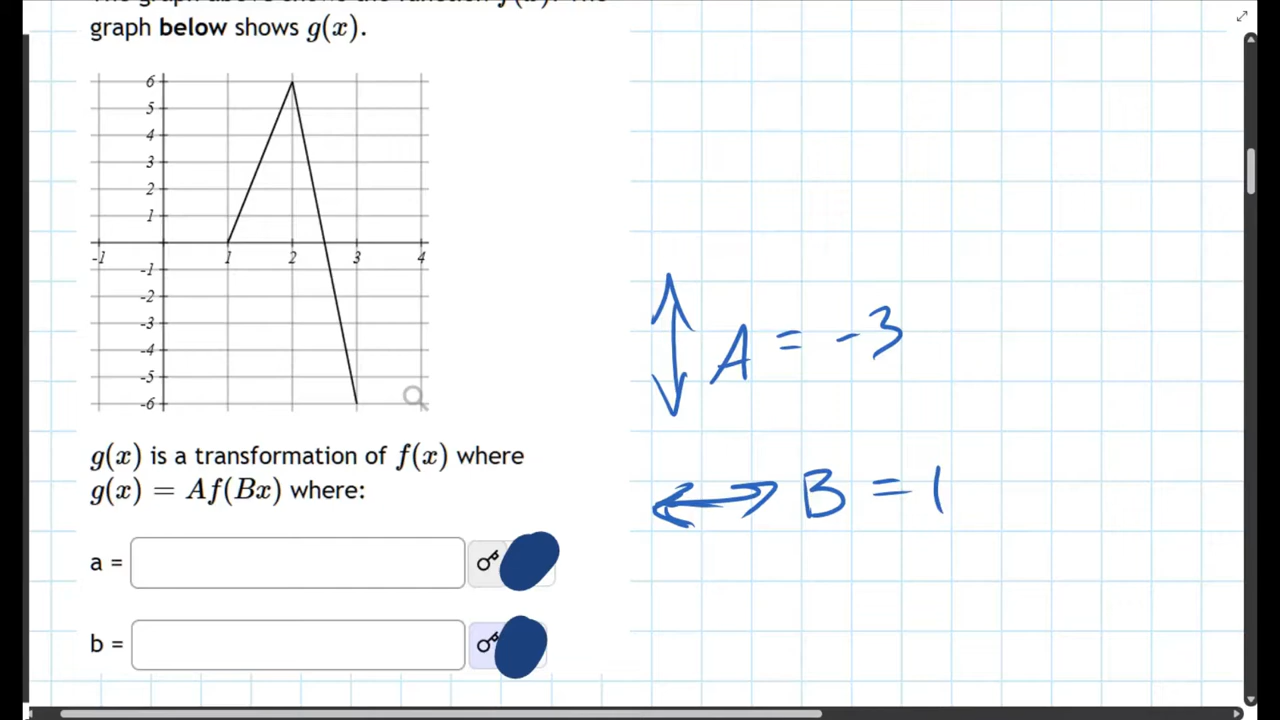 graph below shows g(x).
6
5
4
3
2
1
-1 1 2 3 4
-1
-2
-3
-4
-5
-6
g(x) is a transformation of f(x) where
g(x) = Af(Bx) where:
a =
b =
A = -3
B = 1